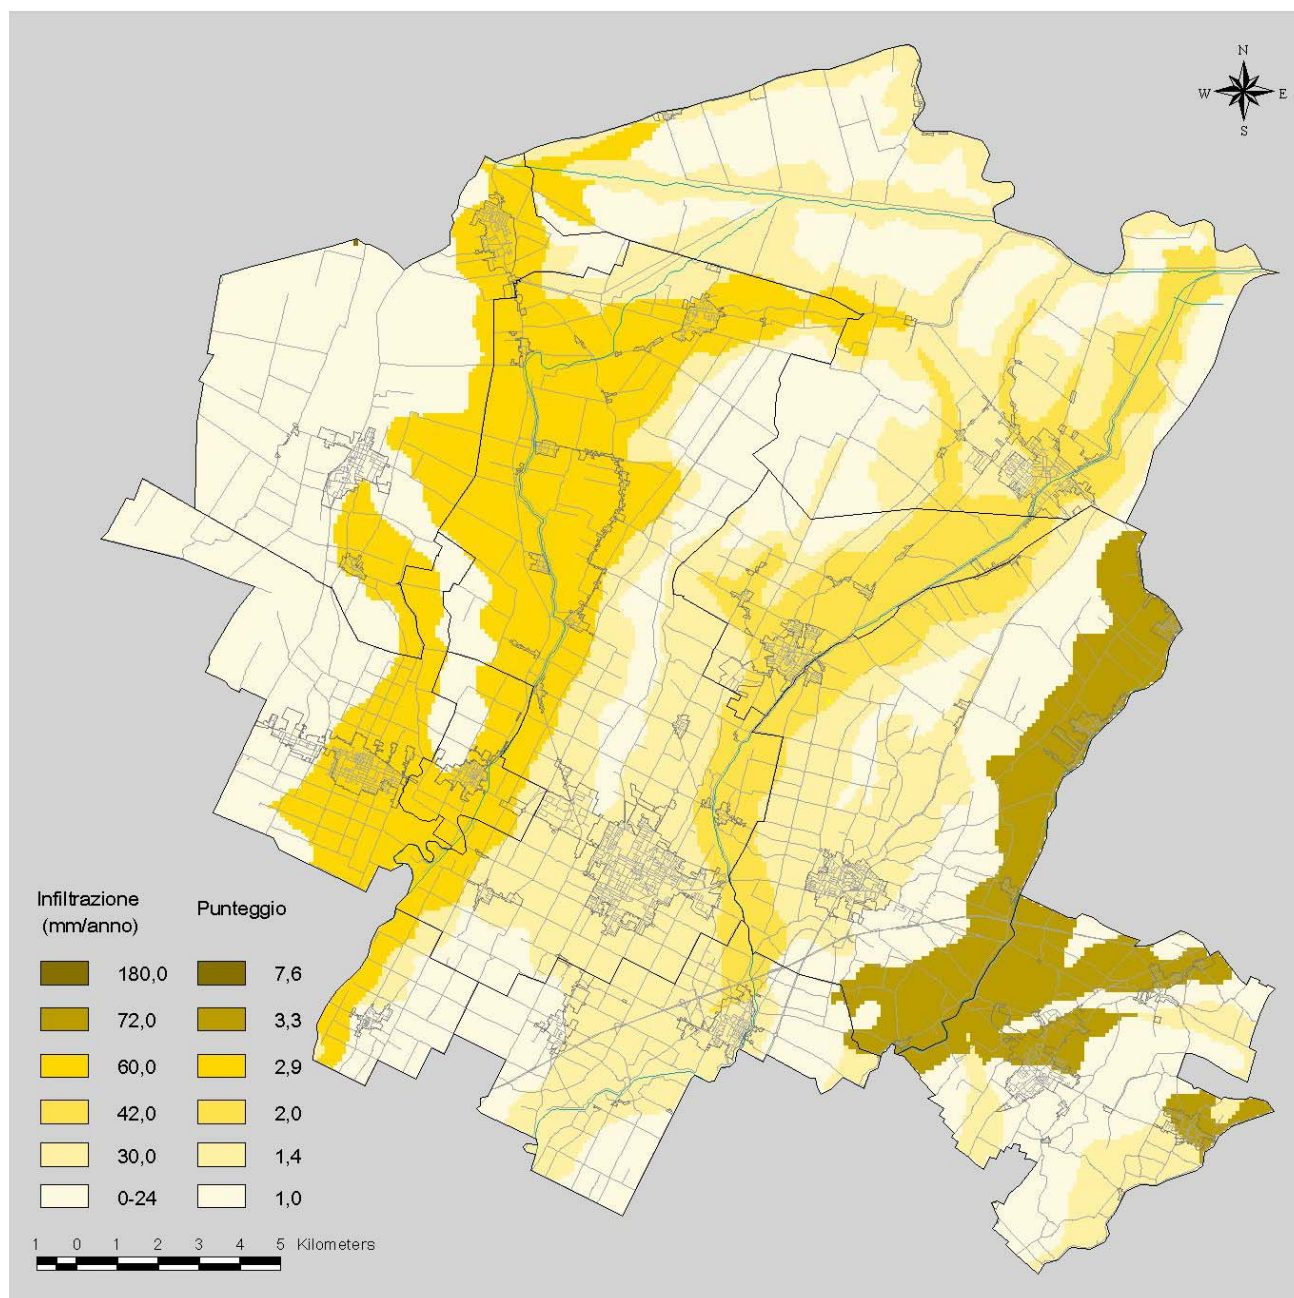 N
W E
S
Infiltrazione
(mm/anno)
Punteggio
180,0 7,6
72,0 3,3
60,0 2,9
42,0 2,0
30,0 1,4
0-24 1,0
1 0 1 2 3 4 5 Kilometers